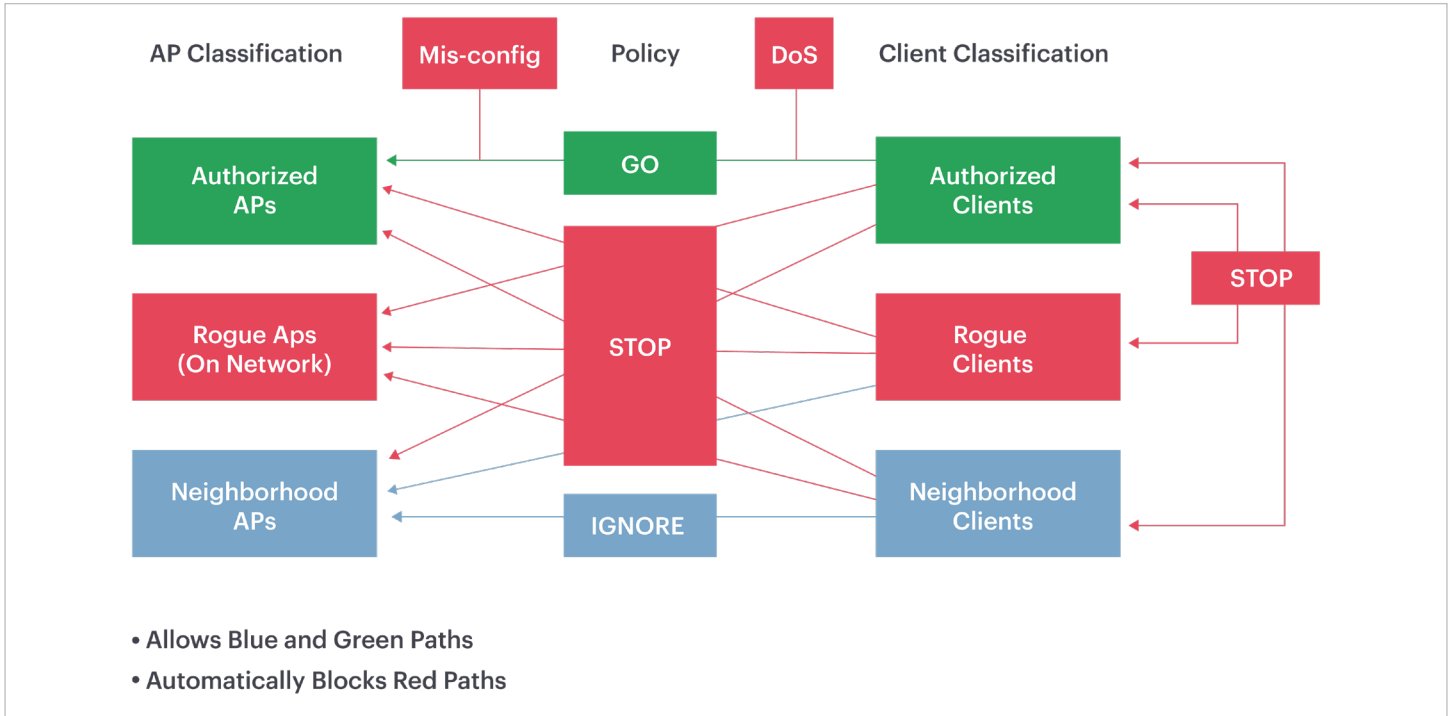 AP Classification
Mis-config
Policy
DoS
Client Classification
Authorized
APs
GO
Authorized
Clients
STOP
Rogue Aps
(On Network)
STOP
Rogue
Clients
Neighborhood
APs
IGNORE
Neighborhood
Clients
• Allows Blue and Green Paths
• Automatically Blocks Red Paths